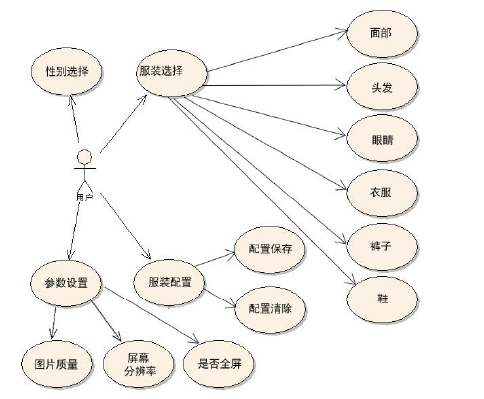 面部
性别选择
服装选择
头发
眼睛
用户
衣服
裤子
配置保存
参数设置
服装配置
鞋
配置清除
图片质量
屏幕
分辨率
是否全屏